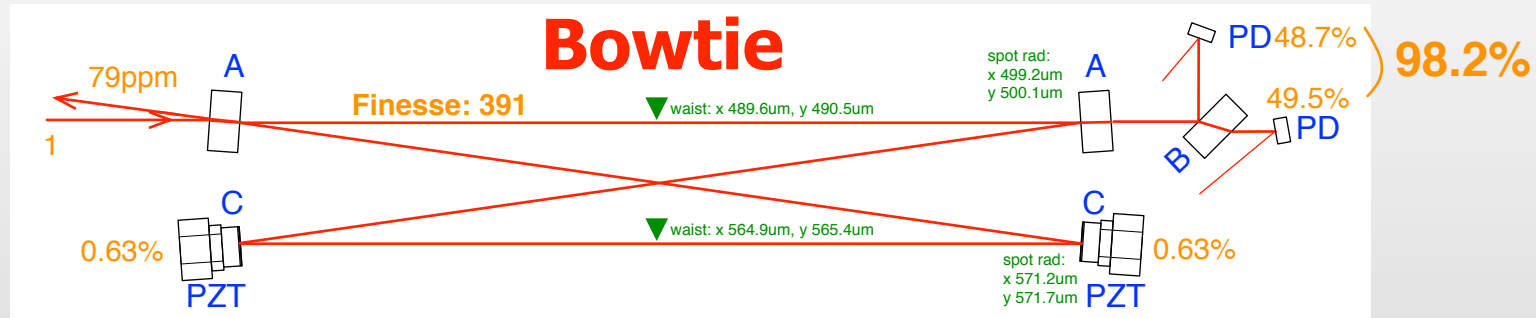 Bowtie
PD 48.7%
98.2%
79ppm
A
spot rad:
x 499.2um
y 500.1um
A
49.5%
PD
Finesse: 391
waist: x 489.6um, y 490.5um
1
B
C
C
waist: x 564.9um, y 565.4um
0.63%
0.63%
spot rad:
x 571.2um
y 571.7um
PZT
PZT